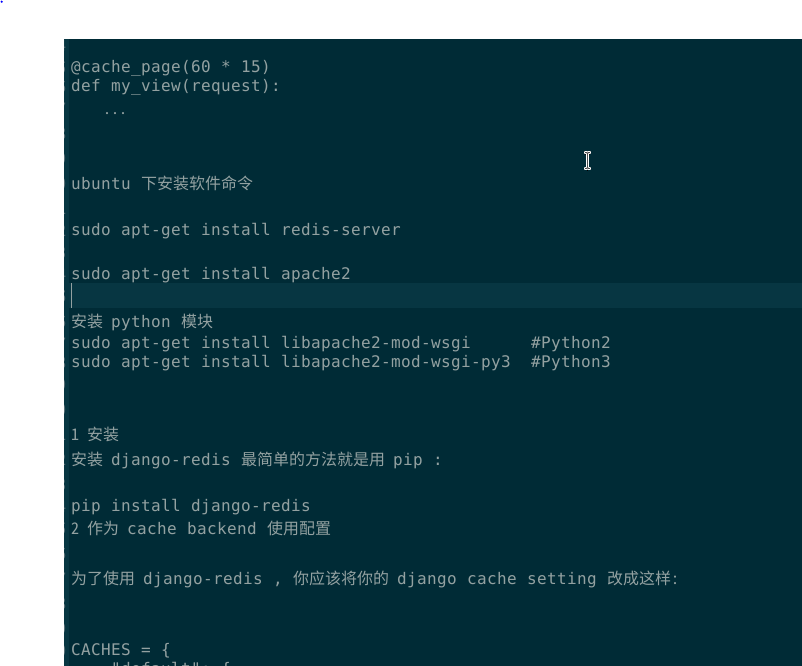 @cache_page(60 * 15)
def my_view(request):
    ...
ubuntu 下安装软件命令
sudo apt-get install redis-server
sudo apt-get install apache2
安装 python 模块
sudo apt-get install libapache2-mod-wsgi      #Python2
sudo apt-get install libapache2-mod-wsgi-py3  #Python3
1 安装
安装 django-redis 最简单的方法就是用 pip :
pip install django-redis
2 作为 cache backend 使用配置
为了使用 django-redis , 你应该将你的 django cache setting 改成这样:
CACHES = {
    "default": {